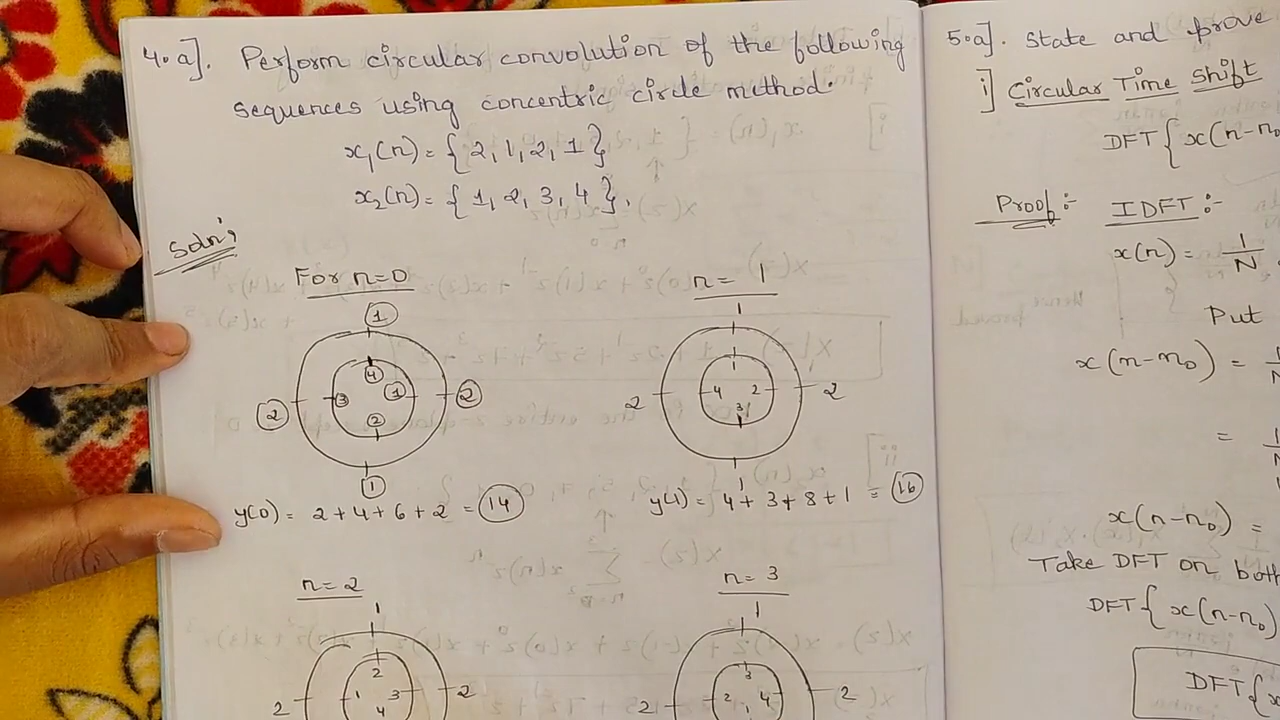 4.a]. Perform circular convolution of the following
sequences using concentric circle method.
x₁(n) = { 2, 1, 2, 1 }
x₂(n) = { 1, 2, 3, 4 },
Soln:
For n=0
1
4
2 3 1 2
2
1
y(0) = 2 + 4 + 6 + 2 = 14
n = 1
1
1
2 4 2 2
3
1
y(1) = 4 + 3 + 8 + 1 = 16
n = 2
1
2
2 1 3 2
4
n = 3
1
3
2 2 4 2
1
5.a]. State and prove
i] Circular Time Shift
DFT { x(n-n₀
Proof:- IDFT:-
x(n) = 1/N
Put
x(n-n₀) =
=
x(n-n₀) =
Take DFT on both
DFT { x(n-n₀)
DFT {x